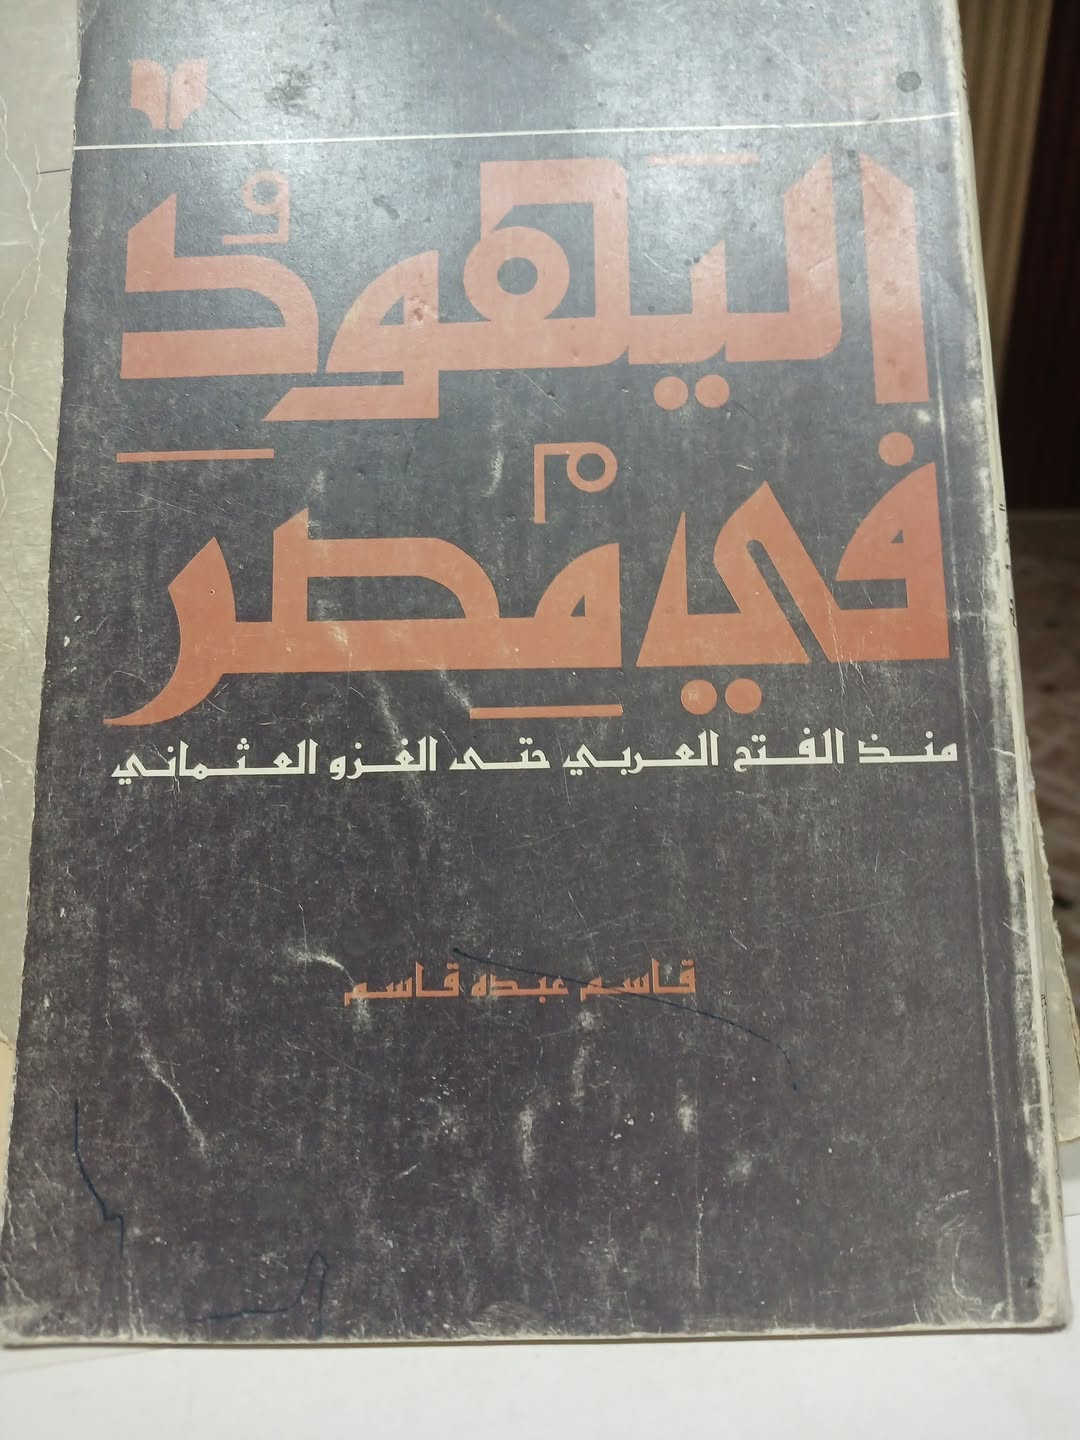 اليهود
في مصر
منذ الفتح العربي حتى الغزو العثماني
قاسم عبده قاسم